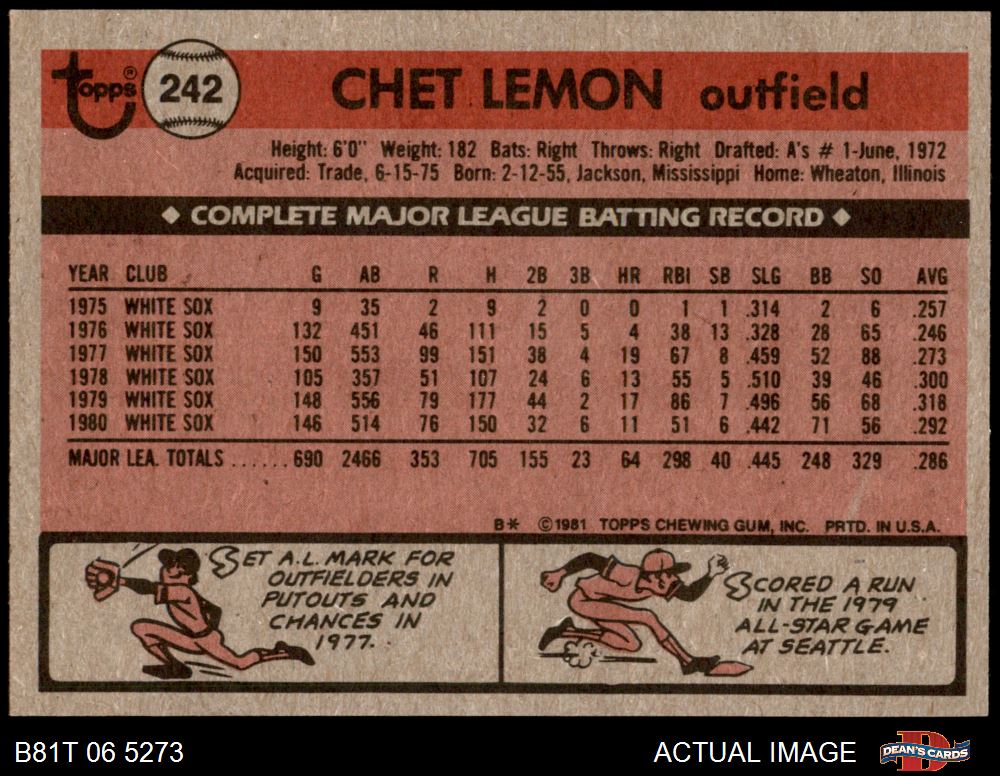 Topps® 242 CHET LEMON outfield
Height: 6'0" Weight: 182 Bats: Right Throws: Right Drafted: A's # 1-June, 1972
Acquired: Trade, 6-15-75 Born: 2-12-55, Jackson, Mississippi Home: Wheaton, Illinois
◆ COMPLETE MAJOR LEAGUE BATTING RECORD ◆
YEAR CLUB G AB R H 2B 3B HR RBI SB SLG BB SO AVG
1975 WHITE SOX 9 35 2 9 2 0 0 1 1 .314 2 6 .257
1976 WHITE SOX 132 451 46 111 15 5 4 38 13 .328 28 65 .246
1977 WHITE SOX 150 553 99 151 38 4 19 67 8 .459 52 88 .273
1978 WHITE SOX 105 357 51 107 24 6 13 55 5 .510 39 46 .300
1979 WHITE SOX 148 556 79 177 44 2 17 86 7 .496 56 68 .318
1980 WHITE SOX 146 514 76 150 32 6 11 51 6 .442 71 56 .292
MAJOR LEA. TOTALS ...... 690 2466 353 705 155 23 64 298 40 .445 248 329 .286
B* ©1981 TOPPS CHEWING GUM, INC. PRTD. IN U.S.A.
SET A.L. MARK FOR
OUTFIELDERS IN
PUTOUTS AND
CHANCES IN
1977.
SCORED A RUN
IN THE 1979
ALL-STAR GAME
AT SEATTLE.
B81T 06 5273 ACTUAL IMAGE DEAN'S CARDS